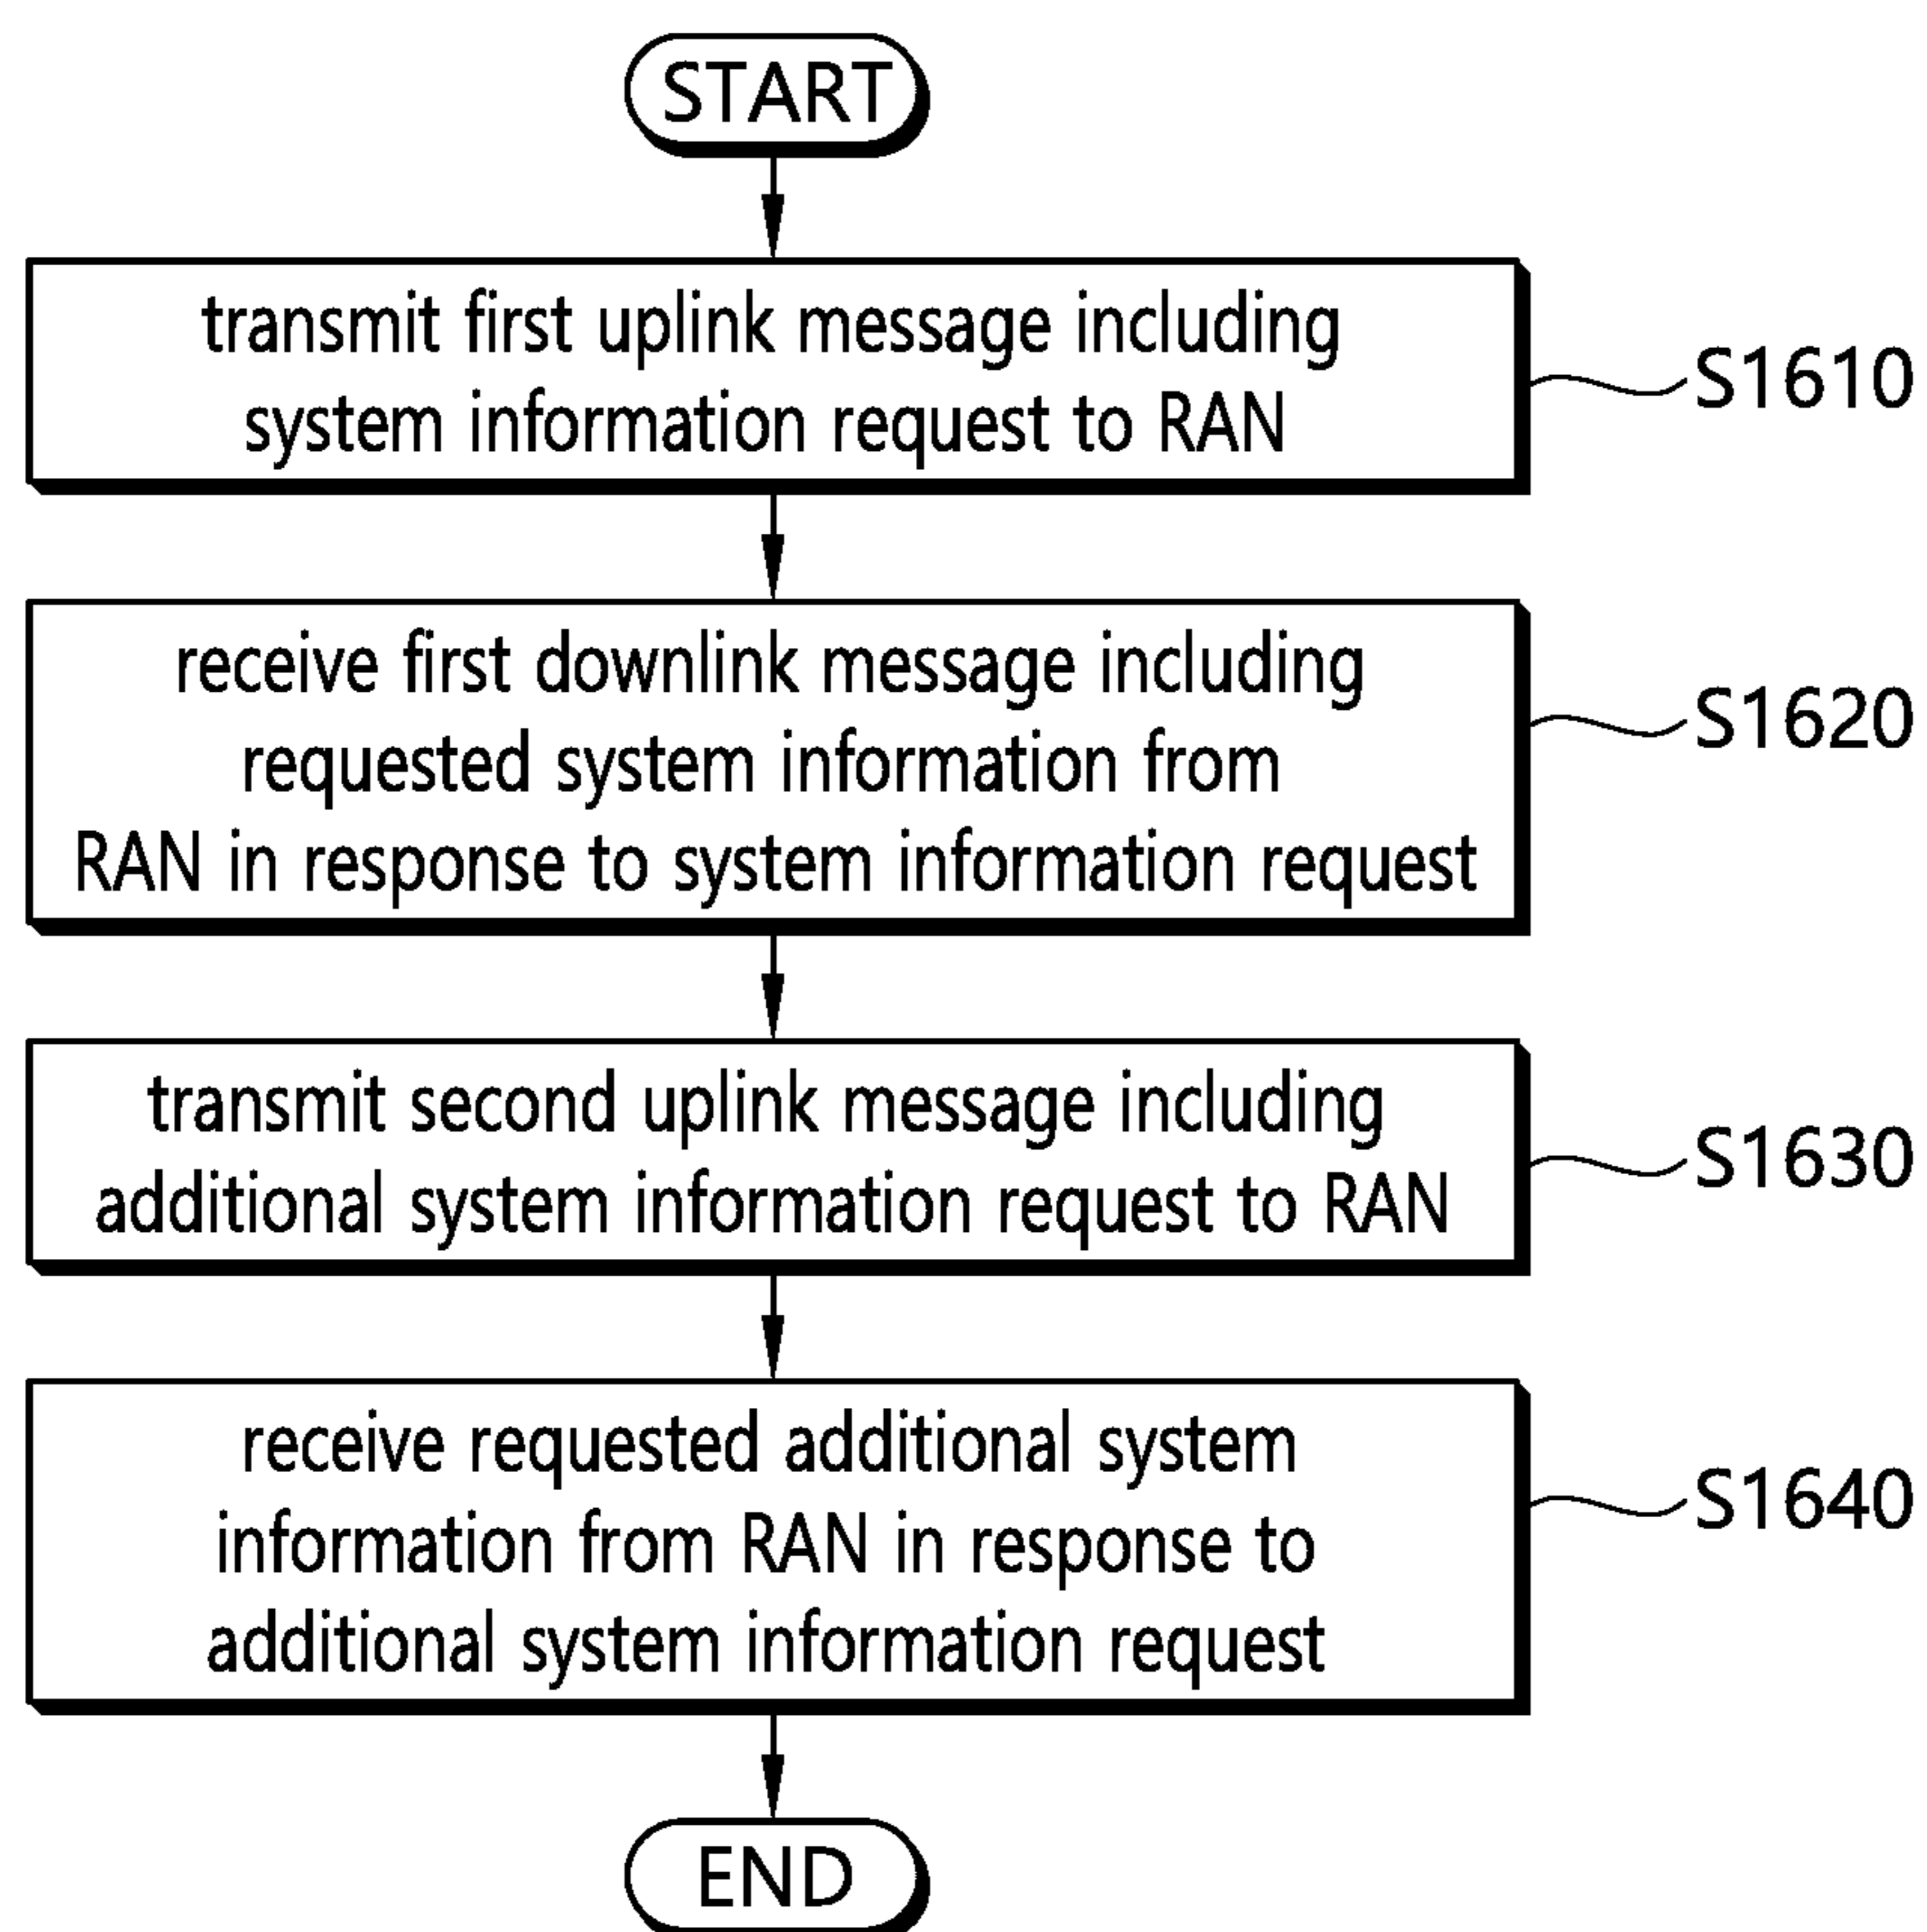 START
transmit first uplink message including
system information request to RAN
S1610
receive first downlink message including
requested system information from
RAN in response to system information request
S1620
transmit second uplink message including
additional system information request to RAN
S1630
receive requested additional system
information from RAN in response to
additional system information request
S1640
END